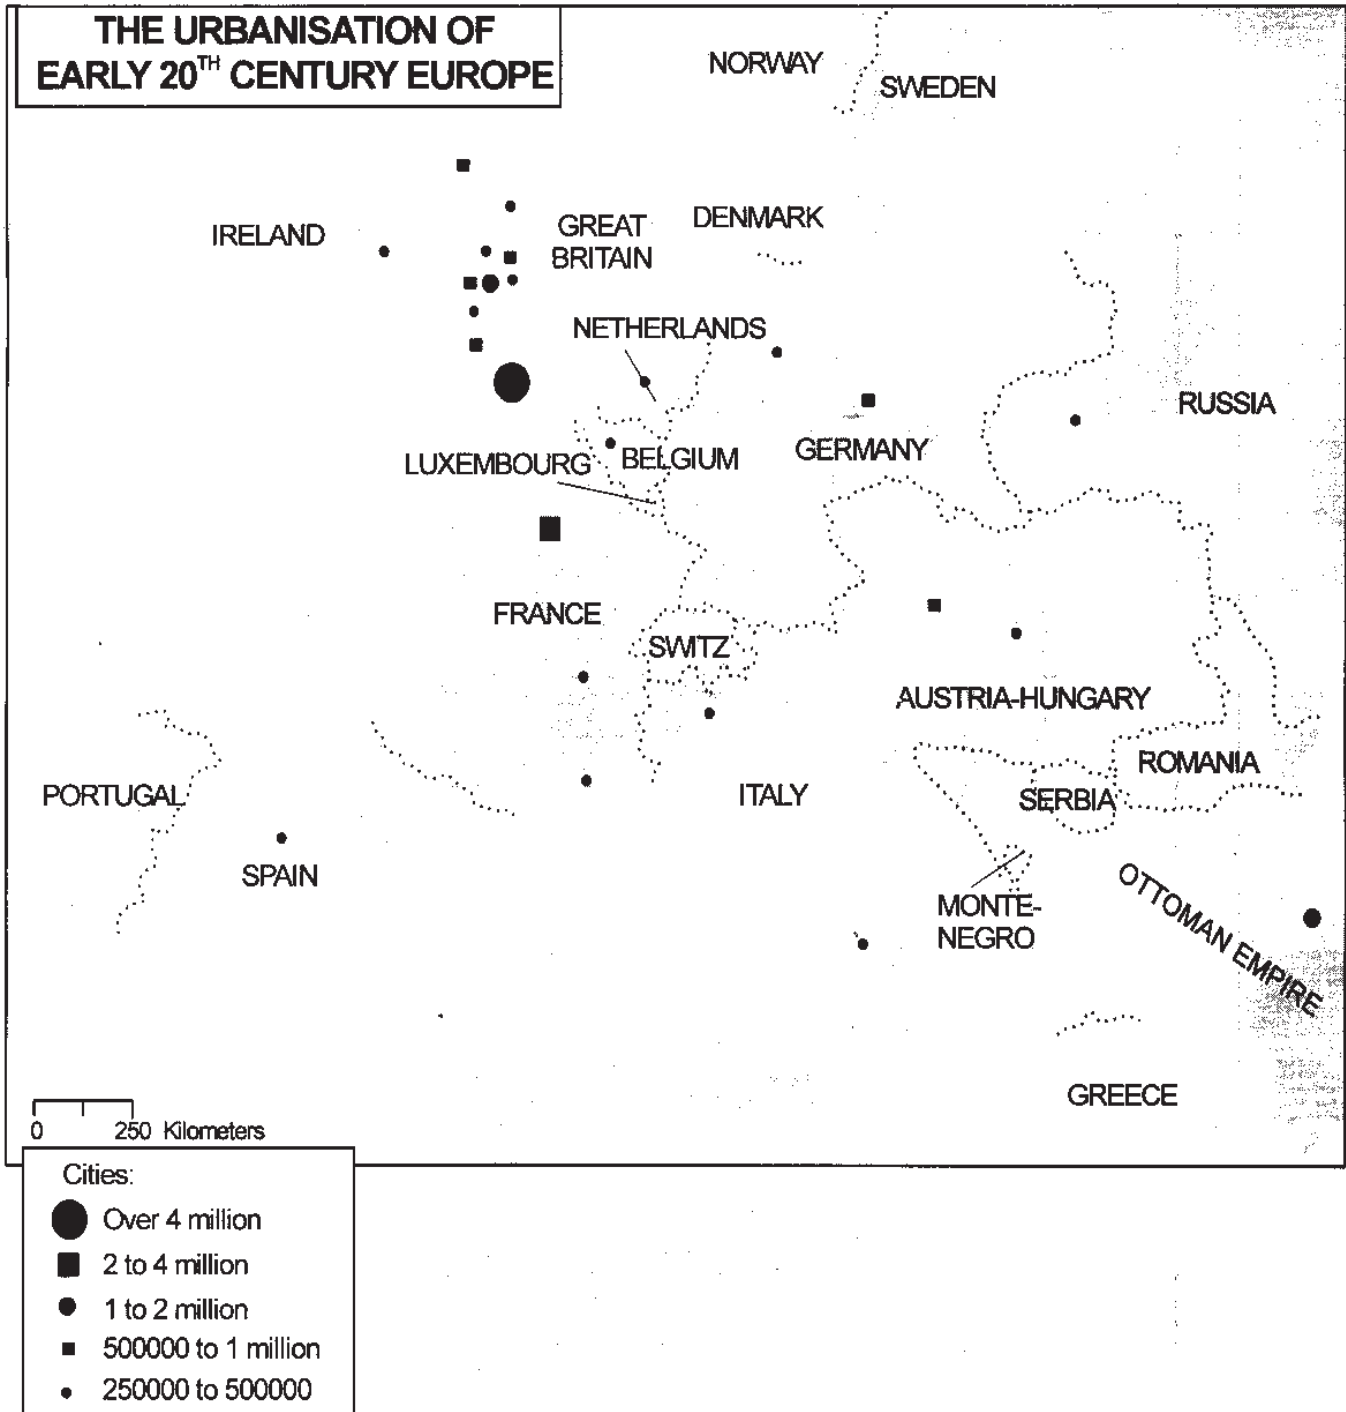 THE URBANISATION OF
EARLY 20TH CENTURY EUROPE
NORWAY
SWEDEN
IRELAND
GREAT
BRITAIN
DENMARK
NETHERLANDS
RUSSIA
LUXEMBOURG
BELGIUM
GERMANY
FRANCE
SWITZ
AUSTRIA-HUNGARY
PORTUGAL
ITALY
ROMANIA
SERBIA
SPAIN
MONTE-
NEGRO
OTTOMAN EMPIRE
GREECE
0 250 Kilometers
Cities:
Over 4 million
2 to 4 million
1 to 2 million
500000 to 1 million
250000 to 500000